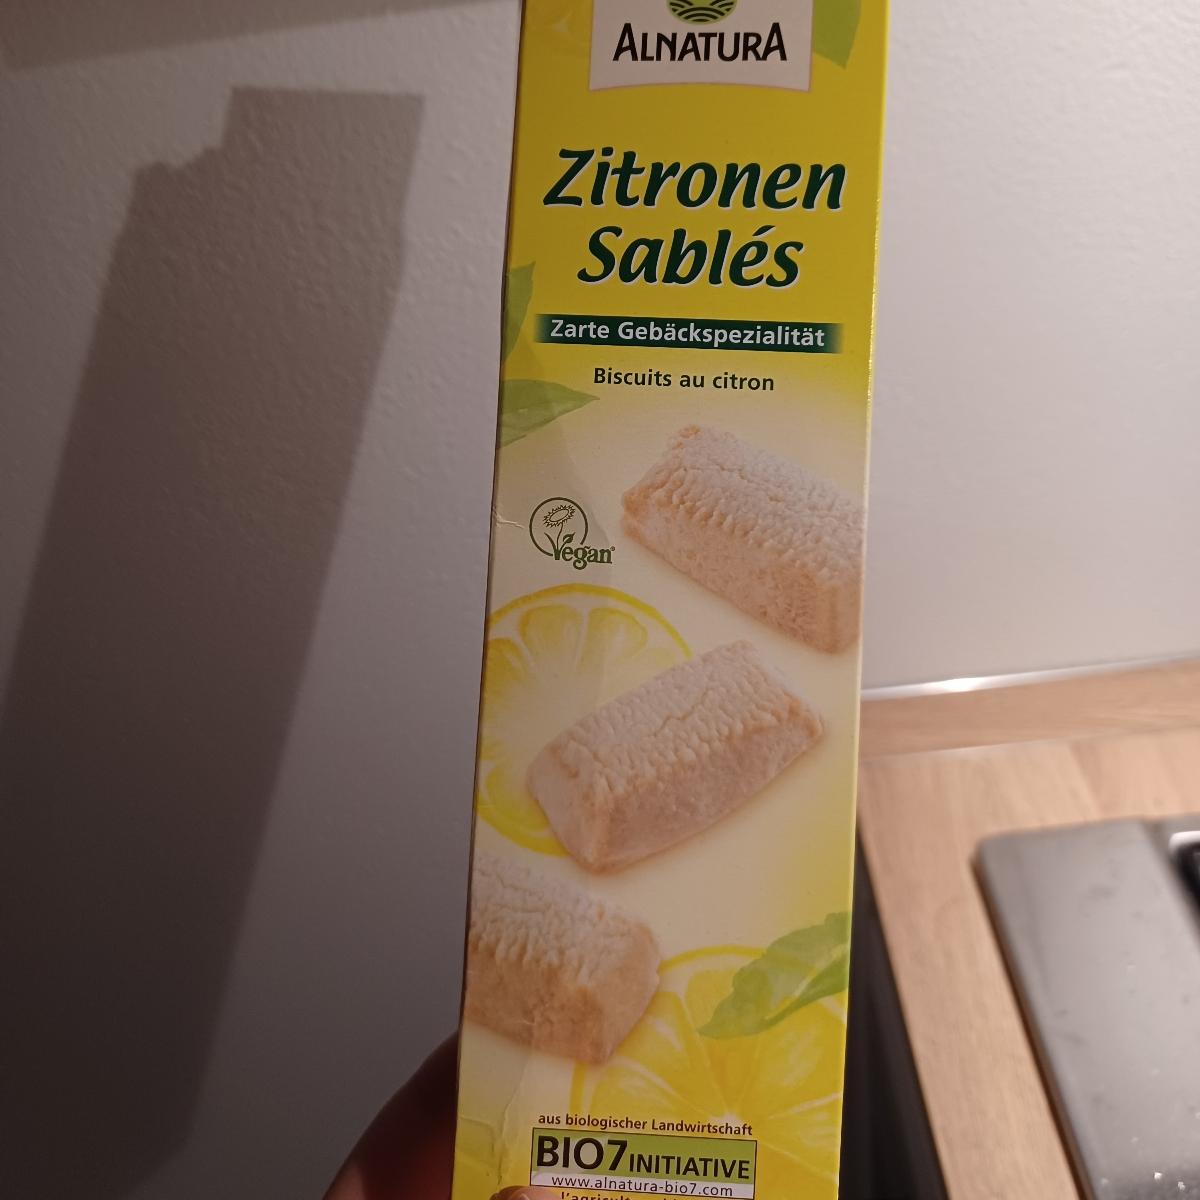 ALNATURA
Zitronen
Sablés
Zarte Gebäckspezialität
Biscuits au citron
Vegan
aus biologischer Landwirtschaft
BIO7 INITIATIVE
www.alnatura-bio7.com